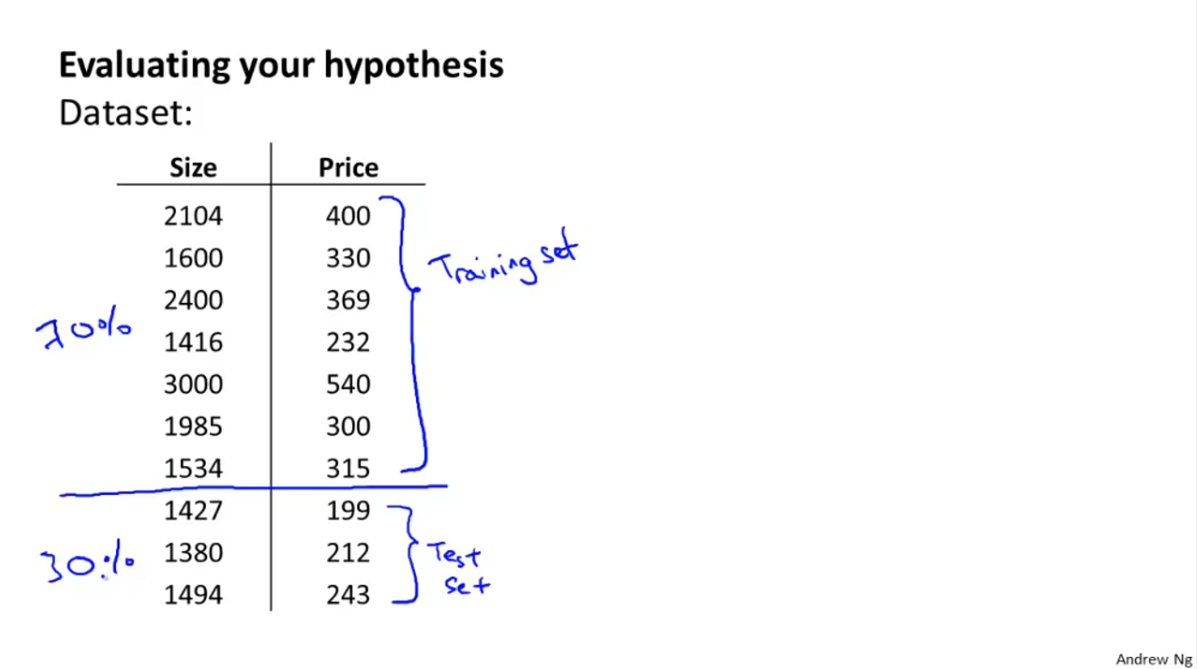 Evaluating your hypothesis
Dataset:
Size Price
2104 400
1600 330
Training set
2400 369
70%
1416 232
3000 540
1985 300
1534 315
1427 199
30% 1380 212 Test
set
1494 243
Andrew Ng